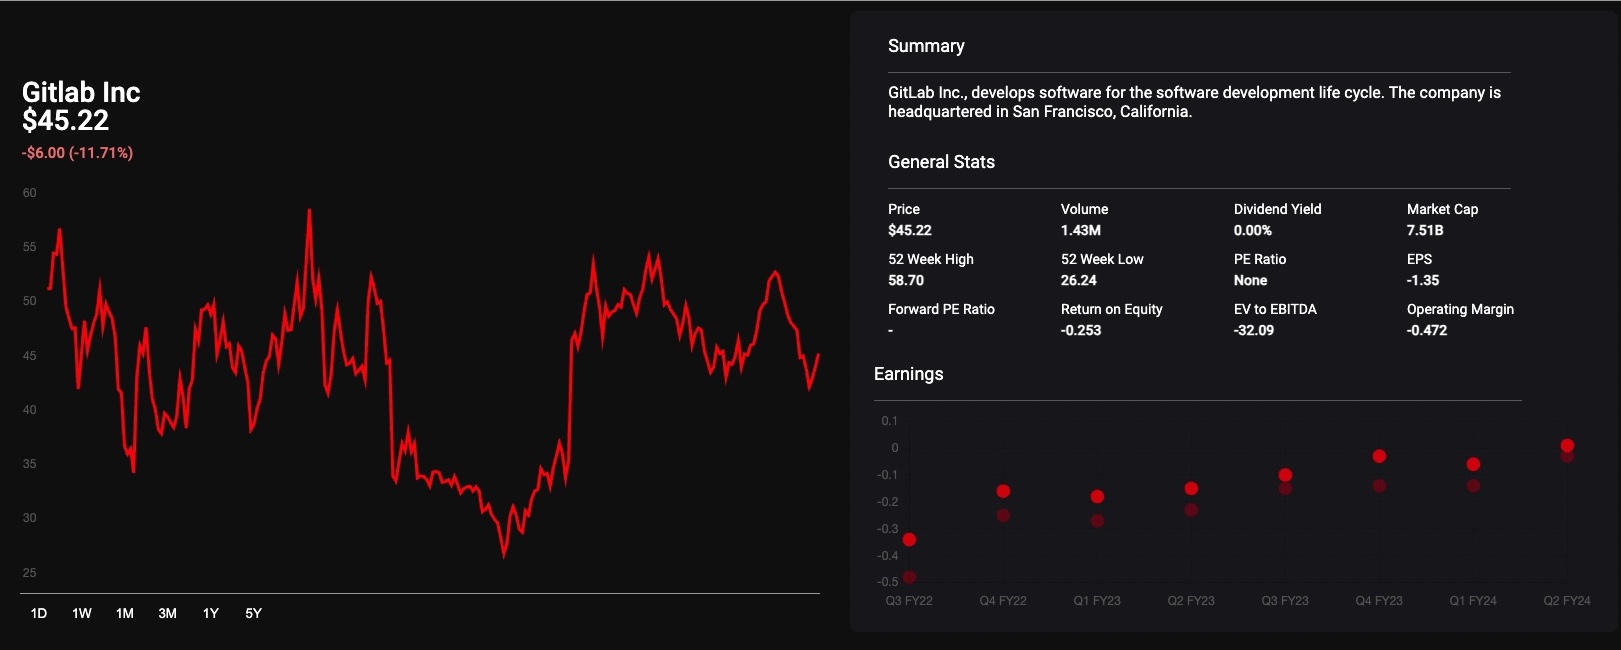 Gitlab Inc
$45.22
-$6.00 (-11.71%)
60
55
50
45
40
35
30
25
1D 1W 1M 3M 1Y 5Y
Summary
GitLab Inc., develops software for the software development life cycle. The company is
headquartered in San Francisco, California.
General Stats
Price Volume Dividend Yield Market Cap
$45.22 1.43M 0.00% 7.51B
52 Week High 52 Week Low PE Ratio EPS
58.70 26.24 None -1.35
Forward PE Ratio Return on Equity EV to EBITDA Operating Margin
- -0.253 -32.09 -0.472
Earnings
0.1
0
-0.1
-0.2
-0.3
-0.4
-0.5
Q3 FY22 Q4 FY22 Q1 FY23 Q2 FY23 Q3 FY23 Q4 FY23 Q1 FY24 Q2 FY24